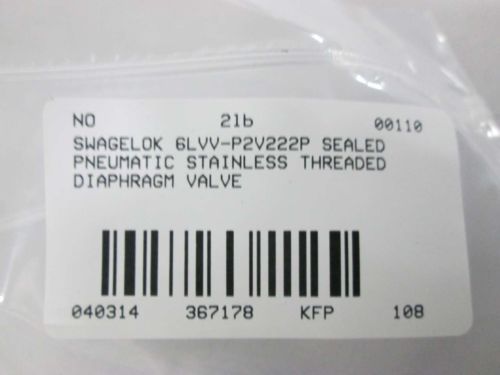 NO 21b 00110
SWAGELOK 6LVV-P2V222P SEALED
PNEUMATIC STAINLESS THREADED
DIAPHRAGM VALVE
040314 367178 KFP 108